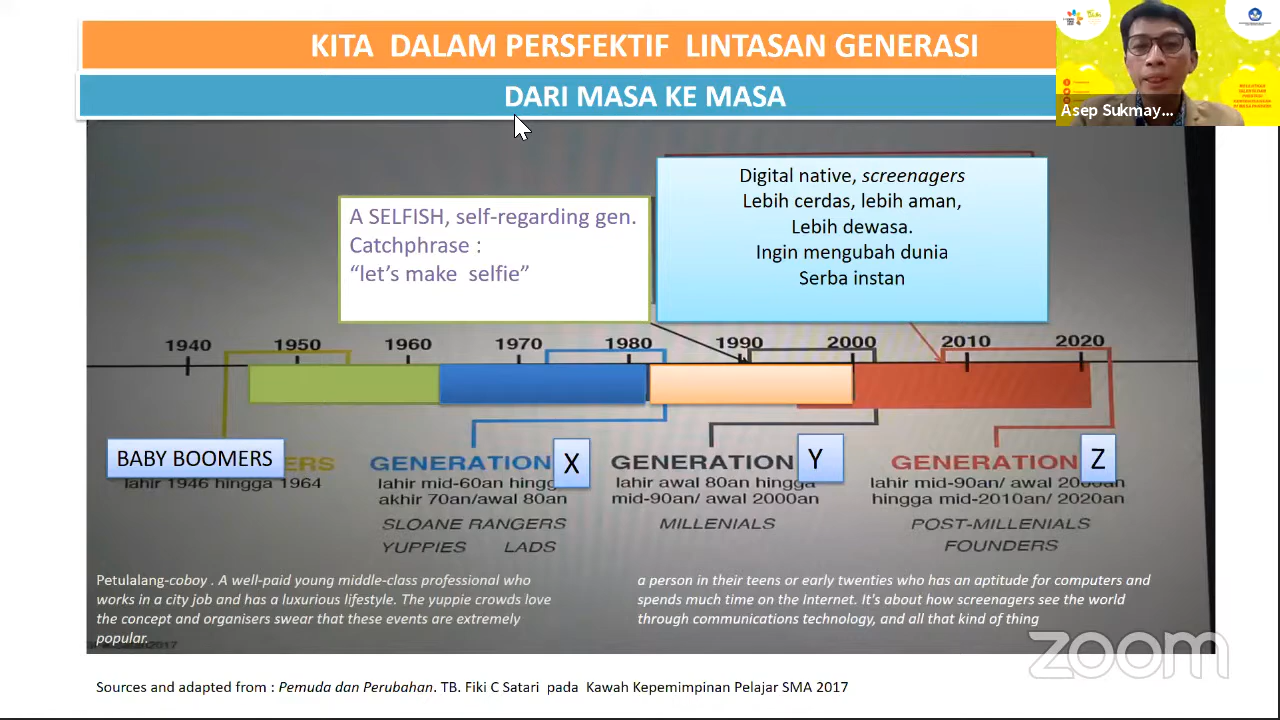 KITA DALAM PERSFEKTIF LINTASAN GENERASI
DARI MASA KE MASA
Asep Sukmay...
A SELFISH, self-regarding gen.
Catchphrase :
“let’s make selfie”
Digital native, screenagers
Lebih cerdas, lebih aman,
Lebih dewasa.
Ingin mengubah dunia
Serba instan
1940 1950 1960 1970 1980 1990 2000 2010 2020
BABY BOOMERS
lahir 1946 hingga 1964
GENERATION X
lahir mid-60an hingg
akhir 70an/awal 80an
SLOANE RANGERS
YUPPIES LADS
GENERATION Y
lahir awal 80an hingga
mid-90an/ awal 2000an
MILLENIALS
GENERATION Z
lahir mid-90an/ awal 2000an
hingga mid-2010an/ 2020an
POST-MILLENIALS
FOUNDERS
Petulalang-coboy . A well-paid young middle-class professional who
works in a city job and has a luxurious lifestyle. The yuppie crowds love
the concept and organisers swear that these events are extremely
popular.
a person in their teens or early twenties who has an aptitude for computers and
spends much time on the Internet. It's about how screenagers see the world
through communications technology, and all that kind of thing
zoom
Sources and adapted from : Pemuda dan Perubahan. TB. Fiki C Satari pada Kawah Kepemimpinan Pelajar SMA 2017